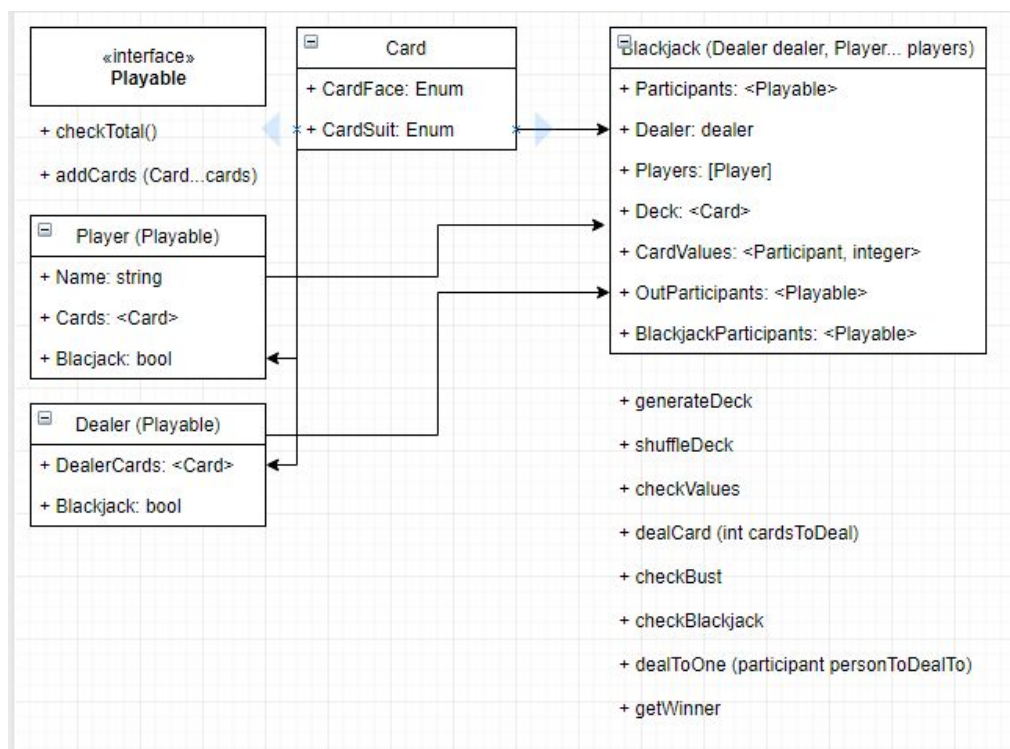 «interface»
Playable
+ checkTotal()
+ addCards (Card...cards)
Player (Playable)
+ Name: string
+ Cards: <Card>
+ Blacjack: bool
Dealer (Playable)
+ DealerCards: <Card>
+ Blackjack: bool
Card
+ CardFace: Enum
+ CardSuit: Enum
Blackjack (Dealer dealer, Player... players)
+ Participants: <Playable>
+ Dealer: dealer
+ Players: [Player]
+ Deck: <Card>
+ CardValues: <Participant, integer>
+ OutParticipants: <Playable>
+ BlackjackParticipants: <Playable>
+ generateDeck
+ shuffleDeck
+ checkValues
+ dealCard (int cardsToDeal)
+ checkBust
+ checkBlackjack
+ dealToOne (participant personToDealTo)
+ getWinner